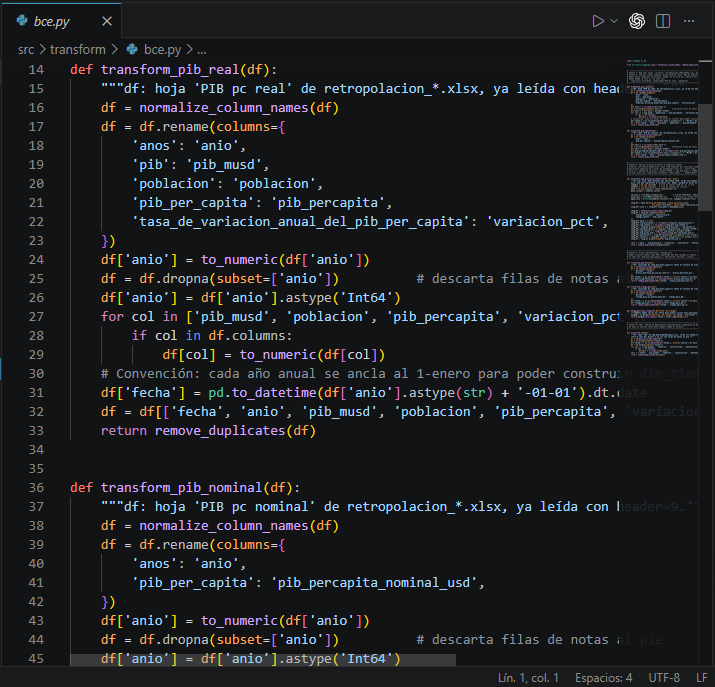 bce.py
src > transform > bce.py > ...
14 def transform_pib_real(df):
15     """df: hoja 'PIB pc real' de retropolacion_*.xlsx, ya leída con head
16     df = normalize_column_names(df)
17     df = df.rename(columns={
18         'anos': 'anio',
19         'pib': 'pib_musd',
20         'poblacion': 'poblacion',
21         'pib_per_capita': 'pib_percapita',
22         'tasa_de_variacion_anual_del_pib_per_capita': 'variacion_pct',
23     })
24     df['anio'] = to_numeric(df['anio'])
25     df = df.dropna(subset=['anio'])          # descarta filas de notas al
26     df['anio'] = df['anio'].astype('Int64')
27     for col in ['pib_musd', 'poblacion', 'pib_percapita', 'variacion_pct
28         if col in df.columns:
29             df[col] = to_numeric(df[col])
30     # Convención: cada año anual se ancla al 1-enero para poder construir dim_tiem
31     df['fecha'] = pd.to_datetime(df['anio'].astype(str) + '-01-01').dt.date
32     df = df[['fecha', 'anio', 'pib_musd', 'poblacion', 'pib_percapita', 'variacion
33     return remove_duplicates(df)
34
35
36 def transform_pib_nominal(df):
37     """df: hoja 'PIB pc nominal' de retropolacion_*.xlsx, ya leída con header=9."""
38     df = normalize_column_names(df)
39     df = df.rename(columns={
40         'anos': 'anio',
41         'pib_per_capita': 'pib_percapita_nominal_usd',
42     })
43     df['anio'] = to_numeric(df['anio'])
44     df = df.dropna(subset=['anio'])          # descarta filas de notas al pie
45     df['anio'] = df['anio'].astype('Int64')
Lín. 1, col. 1 Espacios: 4 UTF-8 LF